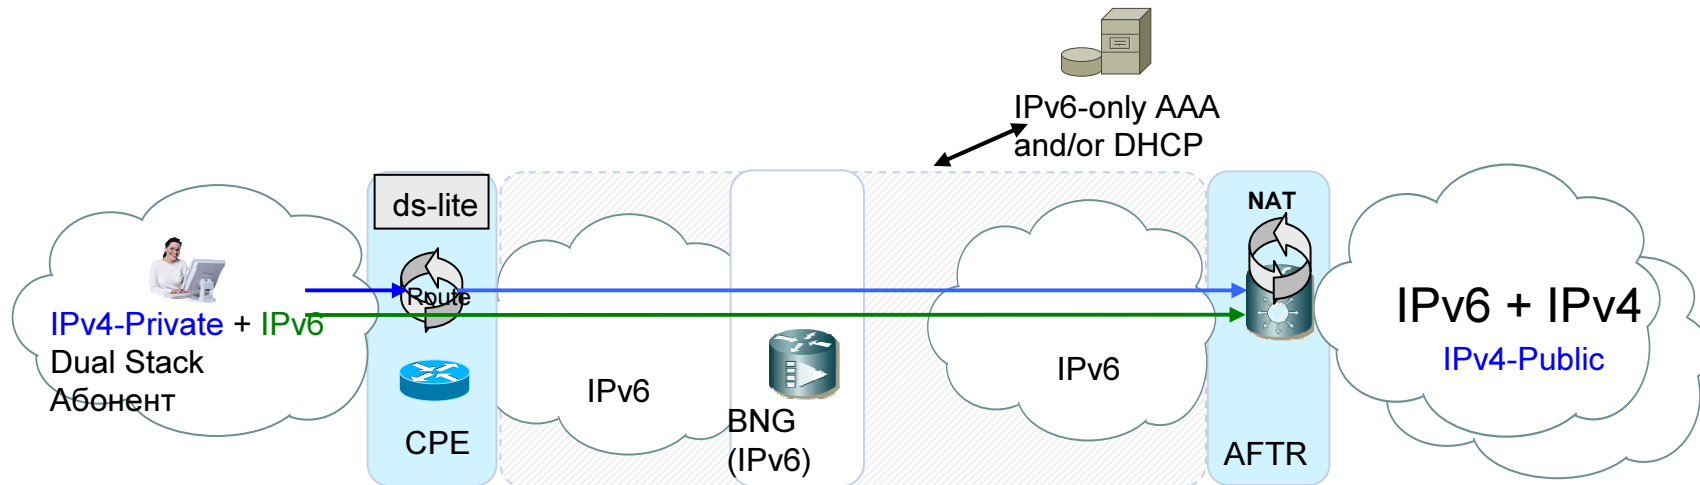 IPv6-only AAA
and/or DHCP
ds-lite
NAT
Route
IPv4-Private + IPv6
Dual Stack
Абонент
CPE
IPv6
BNG
(IPv6)
IPv6
AFTR
IPv6 + IPv4
IPv4-Public